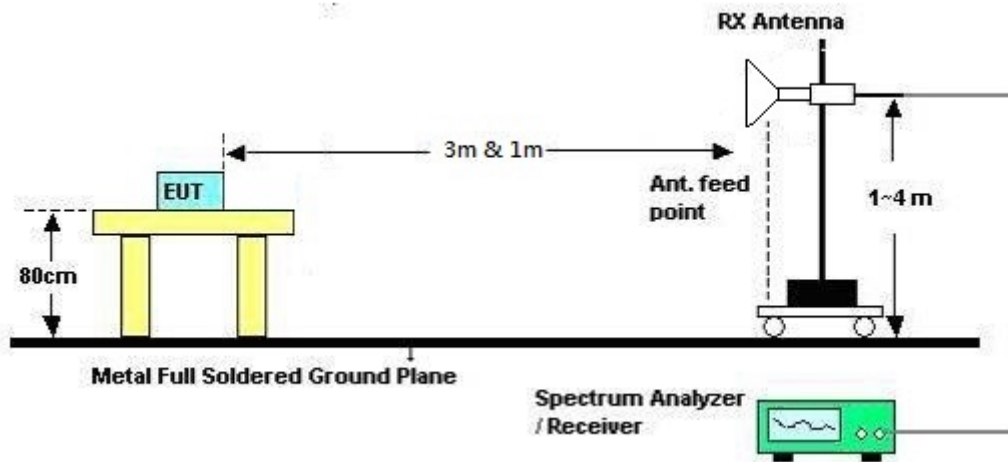 RX Antenna
3m & 1m
EUT
Ant. feed
point
1~4 m
80cm
Metal Full Soldered Ground Plane
Spectrum Analyzer
/ Receiver